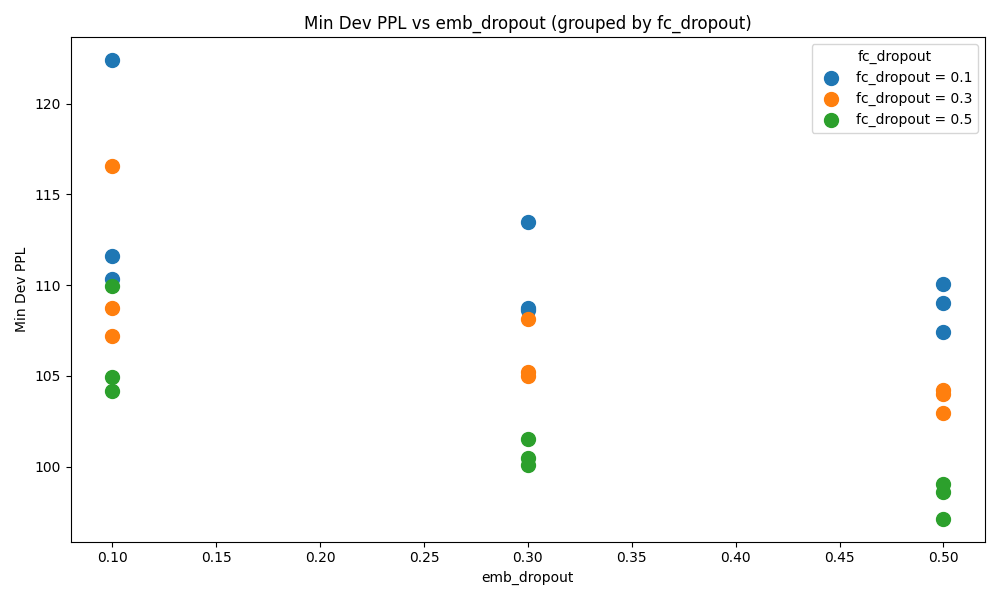 Min Dev PPL vs emb_dropout (grouped by fc_dropout)
fc_dropout
fc_dropout = 0.1
fc_dropout = 0.3
fc_dropout = 0.5
Min Dev PPL
120
115
110
105
100
0.10 0.15 0.20 0.25 0.30 0.35 0.40 0.45 0.50
emb_dropout